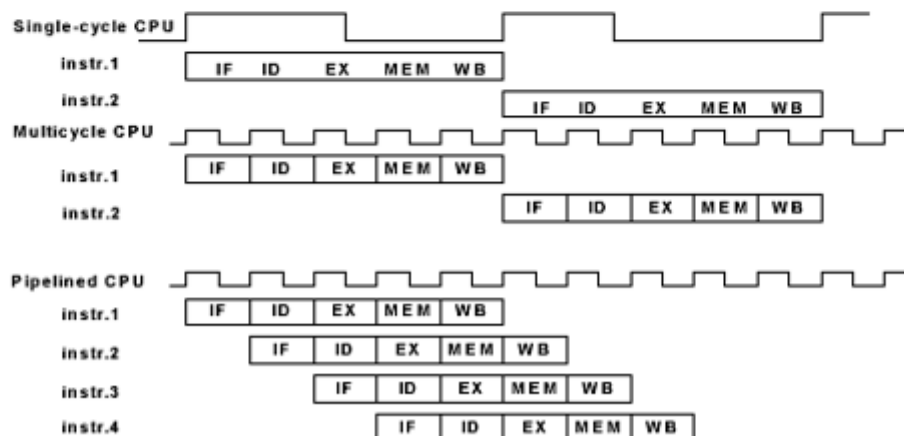 Single-cycle CPU
instr.1 IF ID EX MEM WB
instr.2 IF ID EX MEM WB
Multicycle CPU
instr.1 IF ID EX MEM WB
instr.2 IF ID EX MEM WB
Pipelined CPU
instr.1 IF ID EX MEM WB
instr.2 IF ID EX MEM WB
instr.3 IF ID EX MEM WB
instr.4 IF ID EX MEM WB